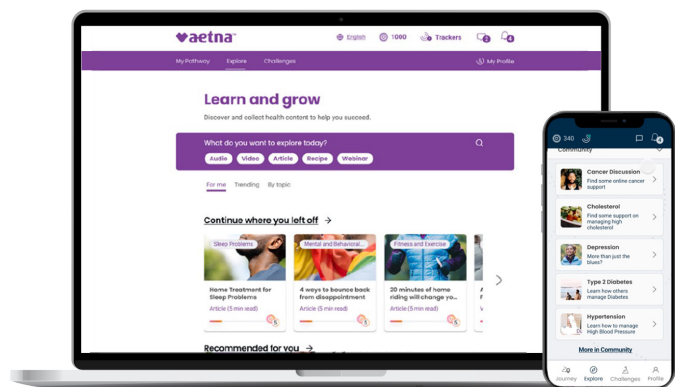 aetna™
English
1000
Trackers
2
4
My Pathway
Explore
Challenges
My Profile
Learn and grow
Discover and collect health content to help you succeed.
What do you want to explore today?
Audio
Video
Article
Recipe
Webinar
For me
Trending
By topic
Continue where you left off →
Sleep Problems
Mental and Behavioral...
Fitness and Exercise
Home Treatment for
Sleep Problems
Article (5 min read)
5
4 ways to bounce back
from disappointment
Article (5 min read)
5
20 minutes of home
riding will change yo...
Article (5 min read)
5
Recommended for you →
340
4
Community
Cancer Discussion
Find some online cancer
support
Cholesterol
Find some support on
managing high
cholesterol
Depression
More than just the
blues?
Type 2 Diabetes
Learn how others
manage Diabetes
Hypertension
Learn how to manage
High Blood Pressure
More in Community
Journey
Explore
Challenges
Profile